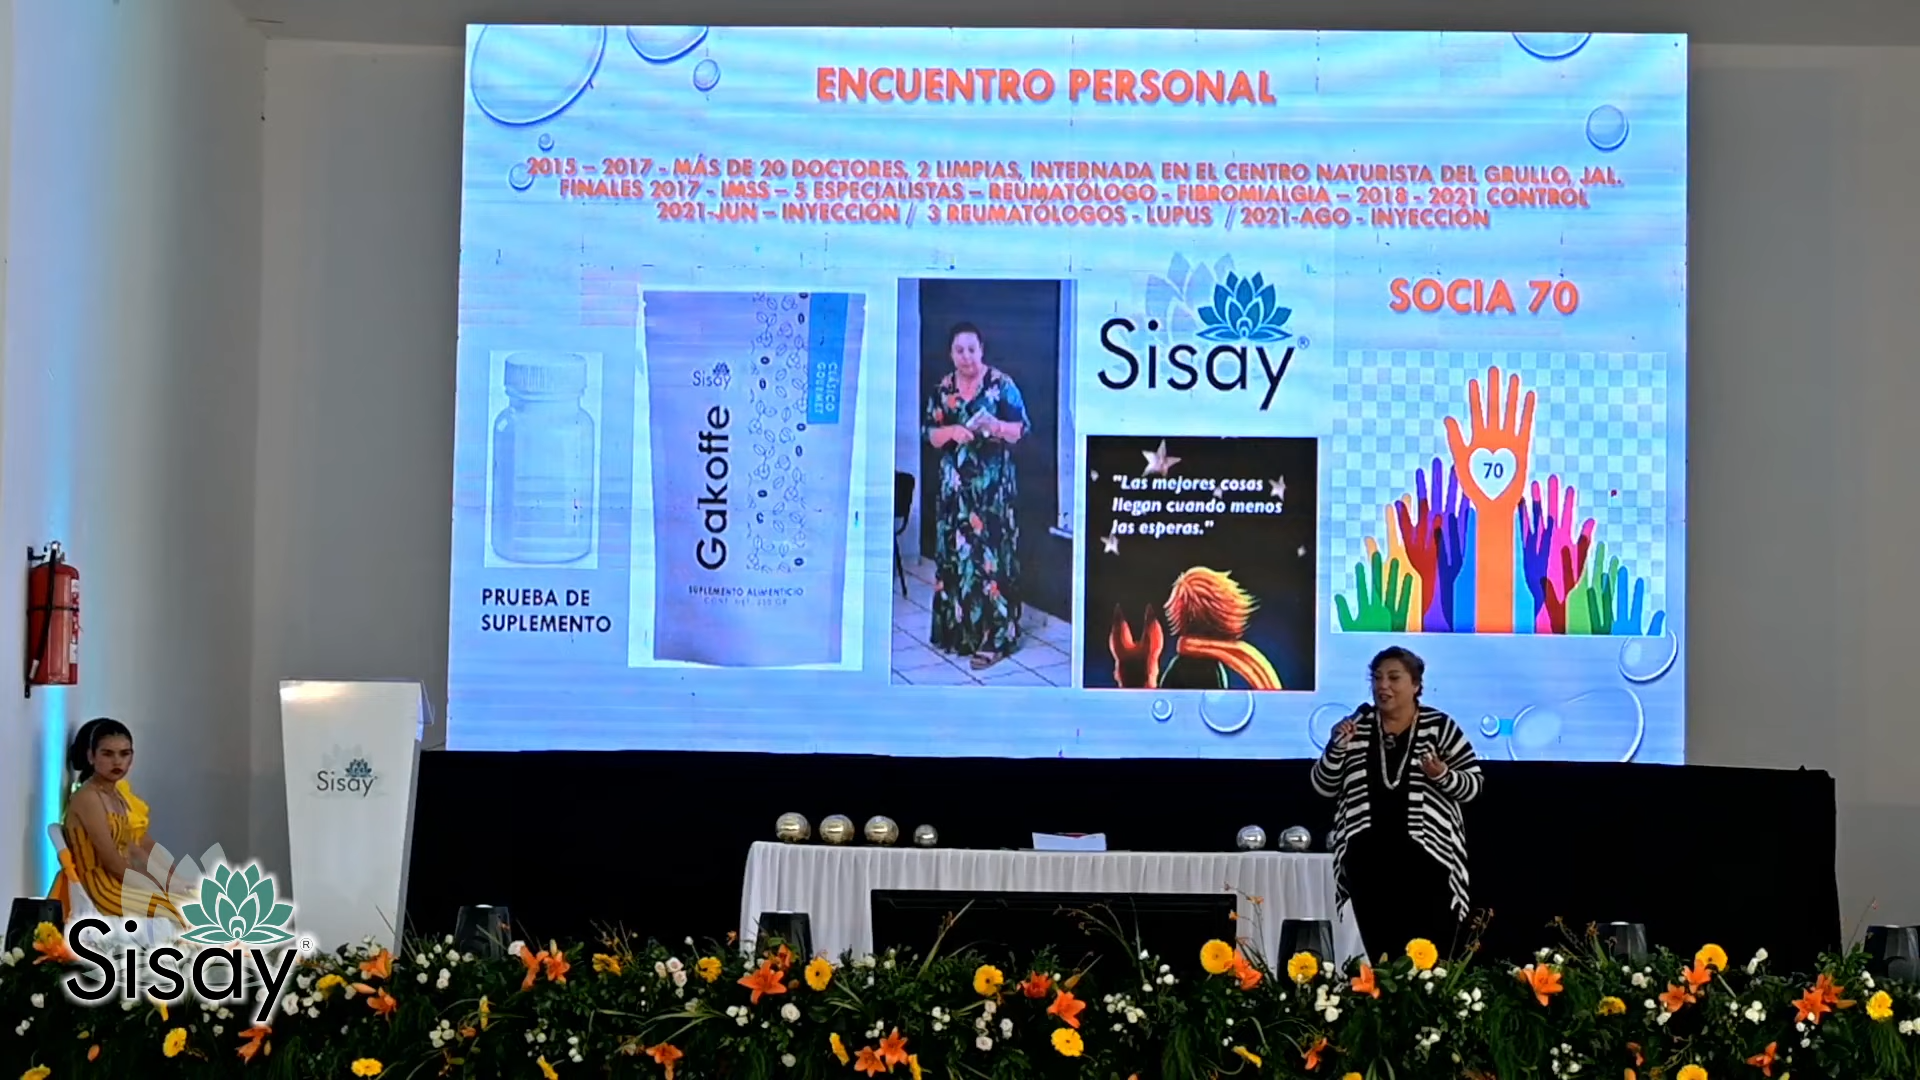 ENCUENTRO PERSONAL
2015 – 2017 - MÁS DE 20 DOCTORES, 2 LIMPIAS, INTERNADA EN EL CENTRO NATURISTA DEL GRULLO, JAL.
FINALES 2017 - IMSS – 5 ESPECIALISTAS – REUMATÓLOGO - FIBROMIALGIA – 2018 - 2021 CONTROL
2021-JUN – INYECCIÓN / 3 REUMATÓLOGOS - LUPUS / 2021-AGO - INYECCIÓN
PRUEBA DE
SUPLEMENTO
Sisay
Gakoffe
CLÁSICO
GOURMET
SUPLEMENTO ALIMENTICIO
Sisay®
"Las mejores cosas
llegan cuando menos
las esperas."
SOCIA 70
70
Sisay
Sisay®